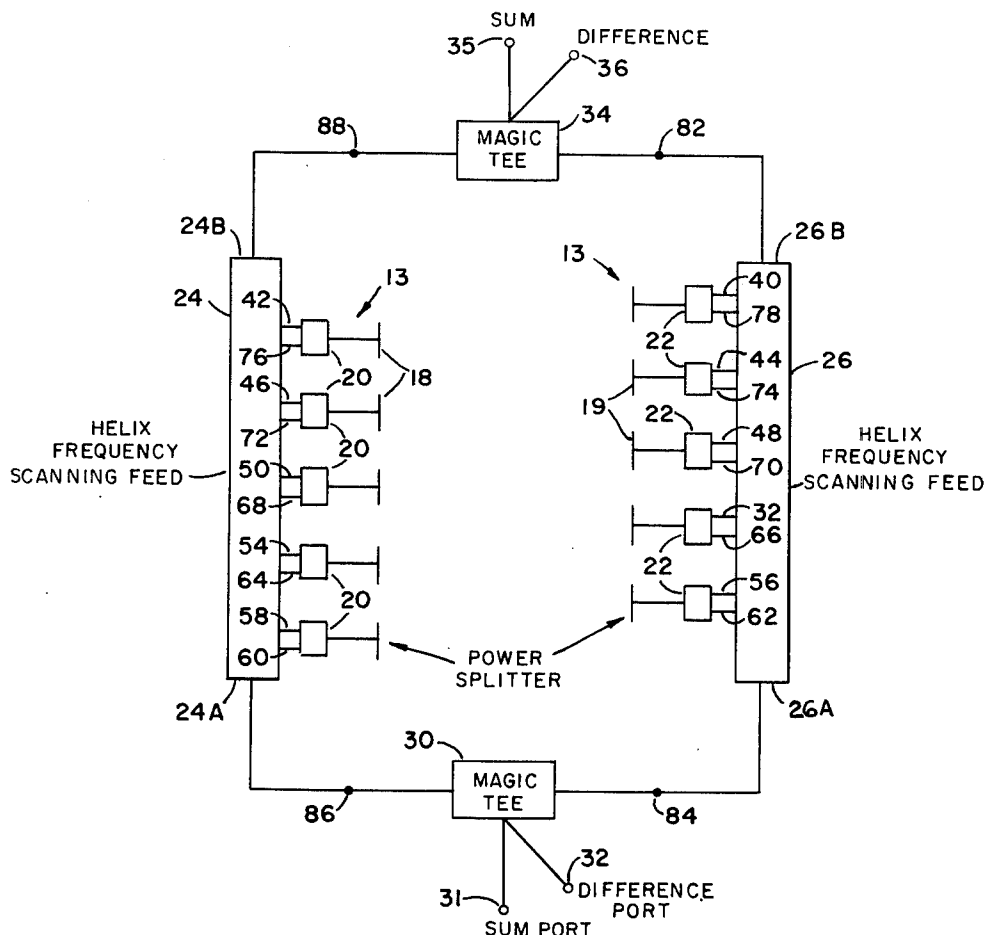 SUM
35
DIFFERENCE
36
34
MAGIC
TEE
88
82
24B
26B
24
13
13
42
76
20
18
46
72
20
50
68
54
64
20
58
60
40
78
22
44
74
26
19
22
48
70
32
66
22
56
62
HELIX
FREQUENCY
SCANNING FEED
HELIX
FREQUENCY
SCANNING FEED
POWER
SPLITTER
24A
26A
30
MAGIC
TEE
86
84
31
32
DIFFERENCE
PORT
SUM PORT